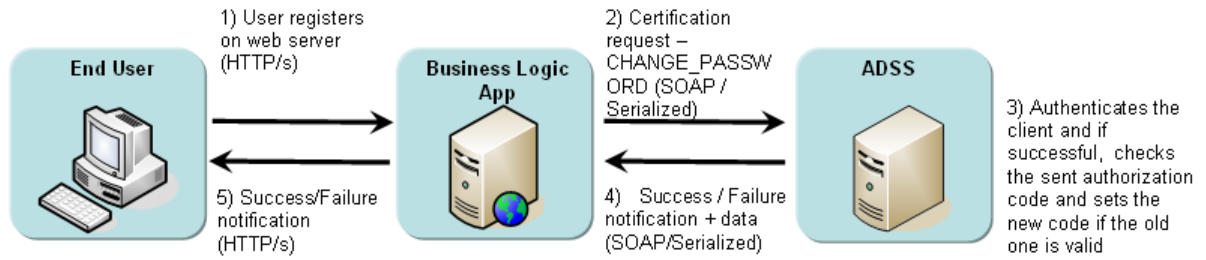 1) User registers
on web server
(HTTP/s)
2) Certification
request –
CHANGE_PASSW
ORD (SOAP /
Serialized)
End User
Business Logic
App
ADSS
3) Authenticates the
client and if
successful,  checks
the sent authorization
code and sets the
new code if the old
one is valid
5) Success/Failure
notification
(HTTP/s)
4)   Success / Failure
notification + data
(SOAP/Serialized)